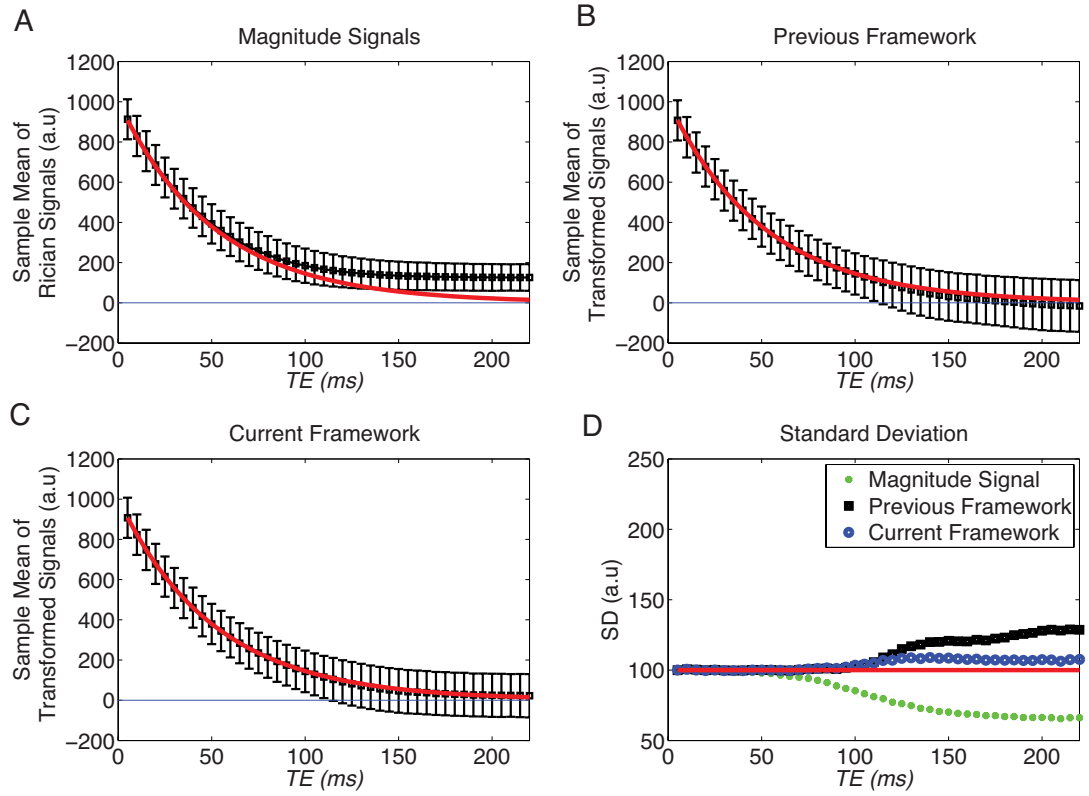 A
Magnitude Signals
Sample Mean of
Rician Signals (a.u)
1200
1000
800
600
400
200
0
−200
0
50
100
150
200
TE (ms)
B
Previous Framework
Sample Mean of
Transformed Signals (a.u)
1200
1000
800
600
400
200
0
−200
0
50
100
150
200
TE (ms)
C
Current Framework
Sample Mean of
Transformed Signals (a.u)
1200
1000
800
600
400
200
0
−200
0
50
100
150
200
TE (ms)
D
Standard Deviation
SD (a.u)
250
200
150
100
50
Magnitude Signal
Previous Framework
Current Framework
0
50
100
150
200
TE (ms)